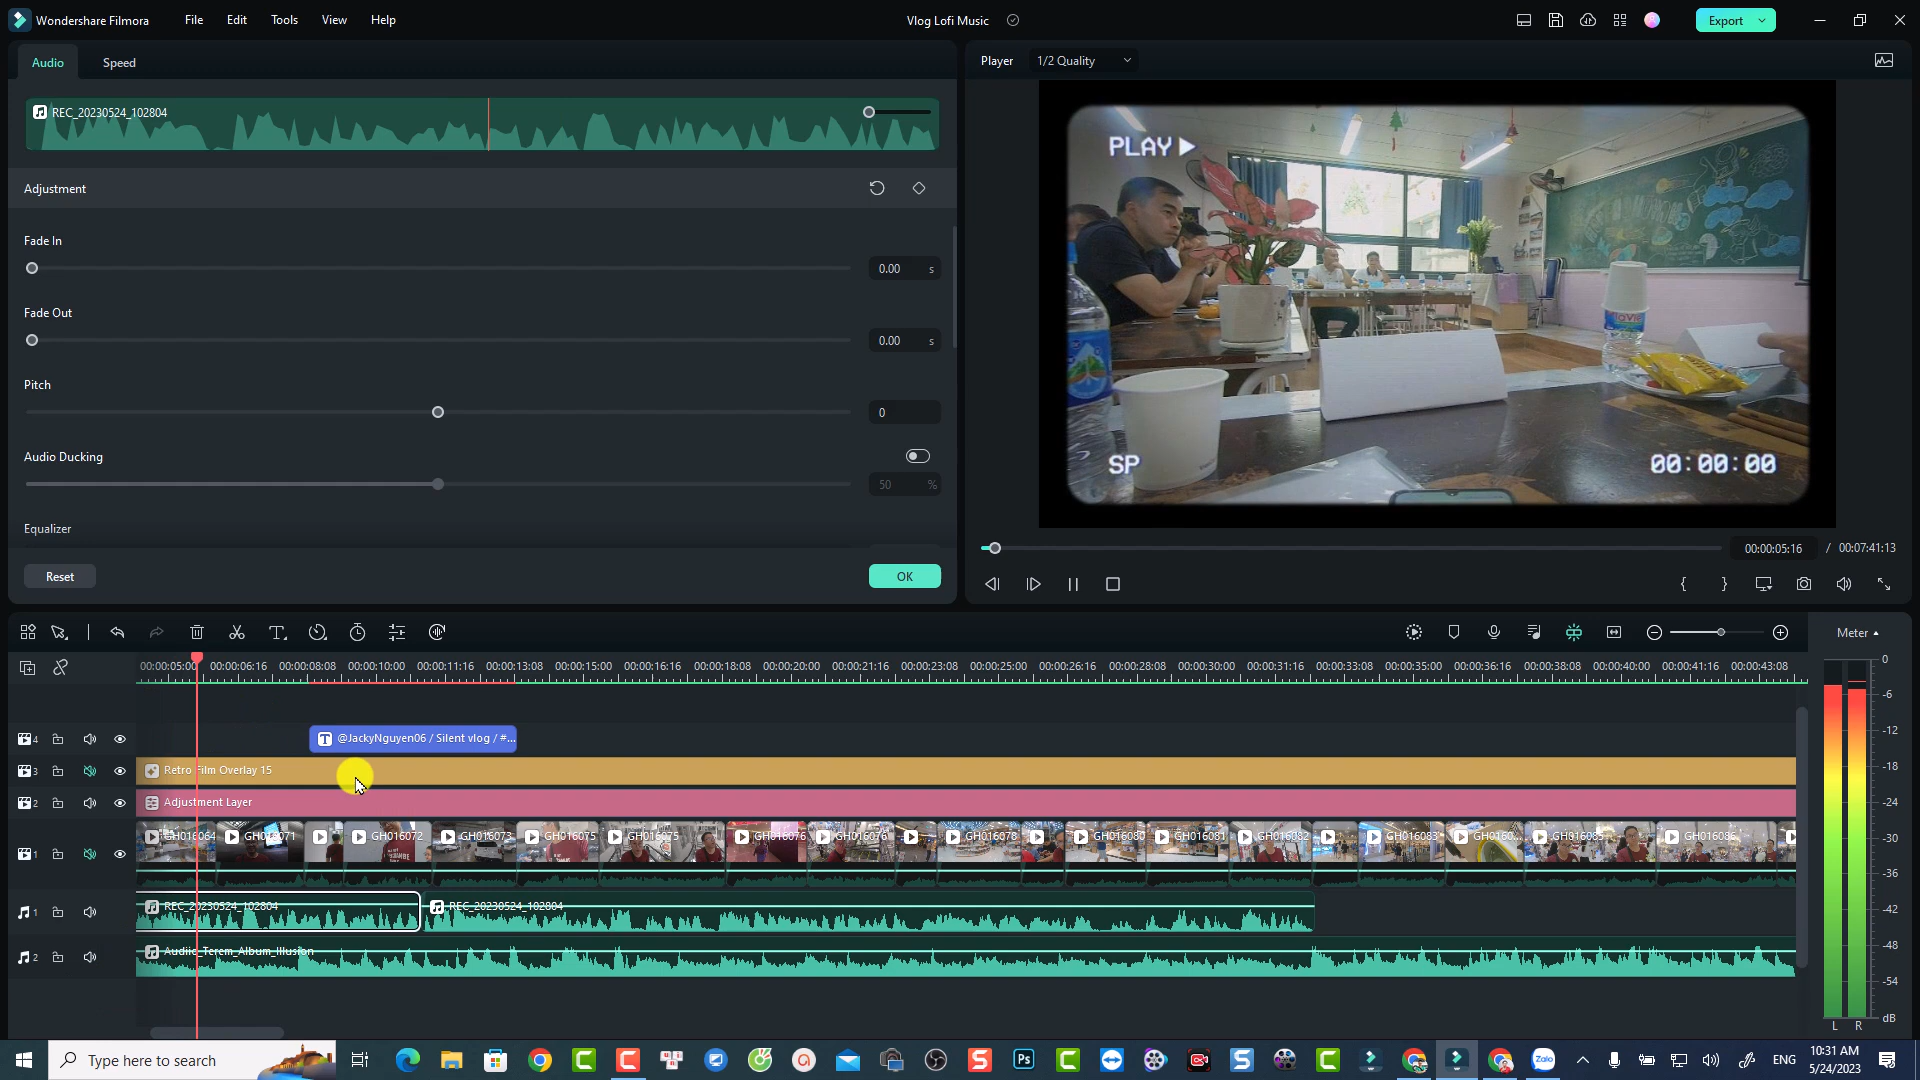 Wondershare Filmora File Edit Tools View Help Vlog Lofi Music Export
Audio Speed
REC_20230524_102804
Adjustment
Fade In
0.00 s
Fade Out
0.00 s
Pitch
0
Audio Ducking
50 %
Equalizer
Reset OK
Player 1/2 Quality
PLAY
SP 00:00:00
00:00:05:16 / 00:07:41:13
Meter
00:00:05:00 00:00:06:16 00:00:08:08 00:00:10:00 00:00:11:16 00:00:13:08 00:00:15:00 00:00:16:16 00:00:18:08 00:00:20:00 00:00:21:16 00:00:23:08 00:00:25:00 00:00:26:16 00:00:28:08 00:00:30:00 00:00:31:16 00:00:33:08 00:00:35:00 00:00:36:16 00:00:38:08 00:00:40:00 00:00:41:16 00:00:43:08
4 @JackyNguyen06 / Silent vlog / #...
3 Retro Film Overlay 15
2 Adjustment Layer
1 GH016064 GH016071 GH016072 GH016073 GH016075 GH016075 GH016076 GH016076 GH016078 GH016080 GH016081 GH016082 GH016083 GH0160... GH016085 GH016086
1 REC_20230524_102804 REC_20230524_102804
2 Audiio_Terem_Album_Illusion
0
-6
-12
-18
-24
-30
-36
-42
-48
-54
dB
L R
Type here to search
Ps
Zalo
ENG
10:31 AM
5/24/2023